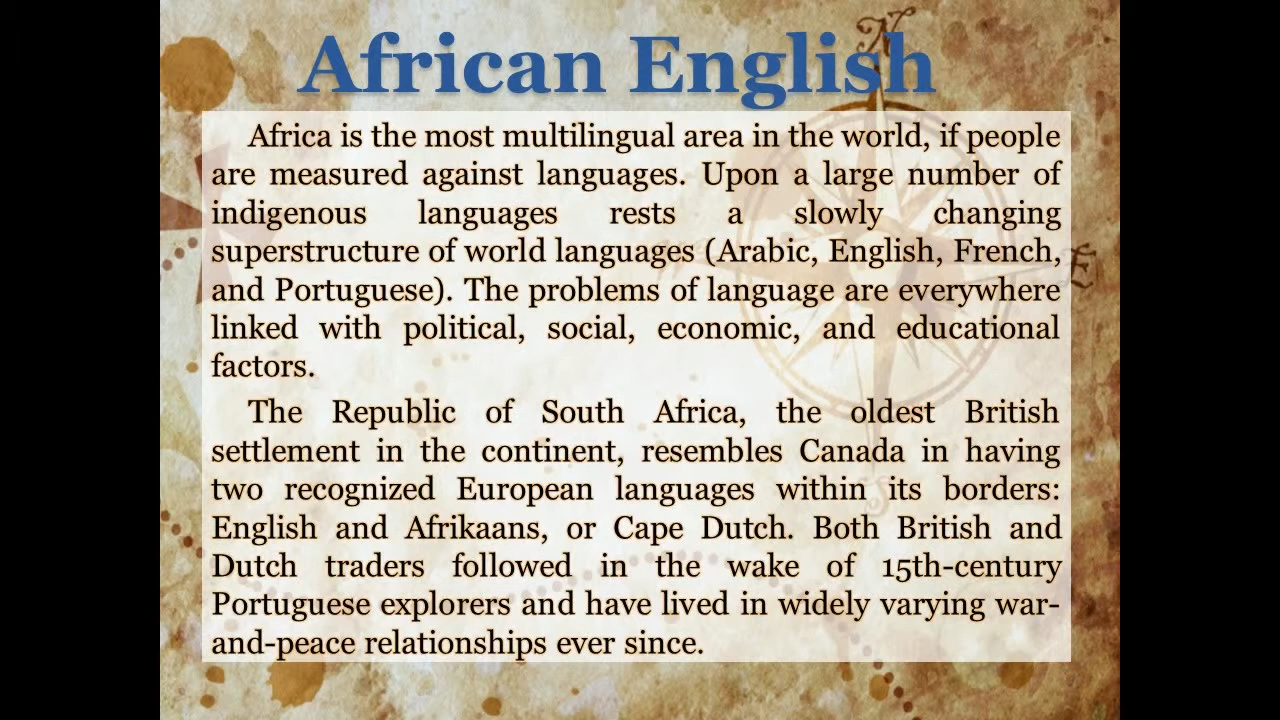 African English
Africa is the most multilingual area in the world, if people
are measured against languages. Upon a large number of
indigenous languages rests a slowly changing
superstructure of world languages (Arabic, English, French,
and Portuguese). The problems of language are everywhere
linked with political, social, economic, and educational
factors.
The Republic of South Africa, the oldest British
settlement in the continent, resembles Canada in having
two recognized European languages within its borders:
English and Afrikaans, or Cape Dutch. Both British and
Dutch traders followed in the wake of 15th-century
Portuguese explorers and have lived in widely varying war-
and-peace relationships ever since.
N
E